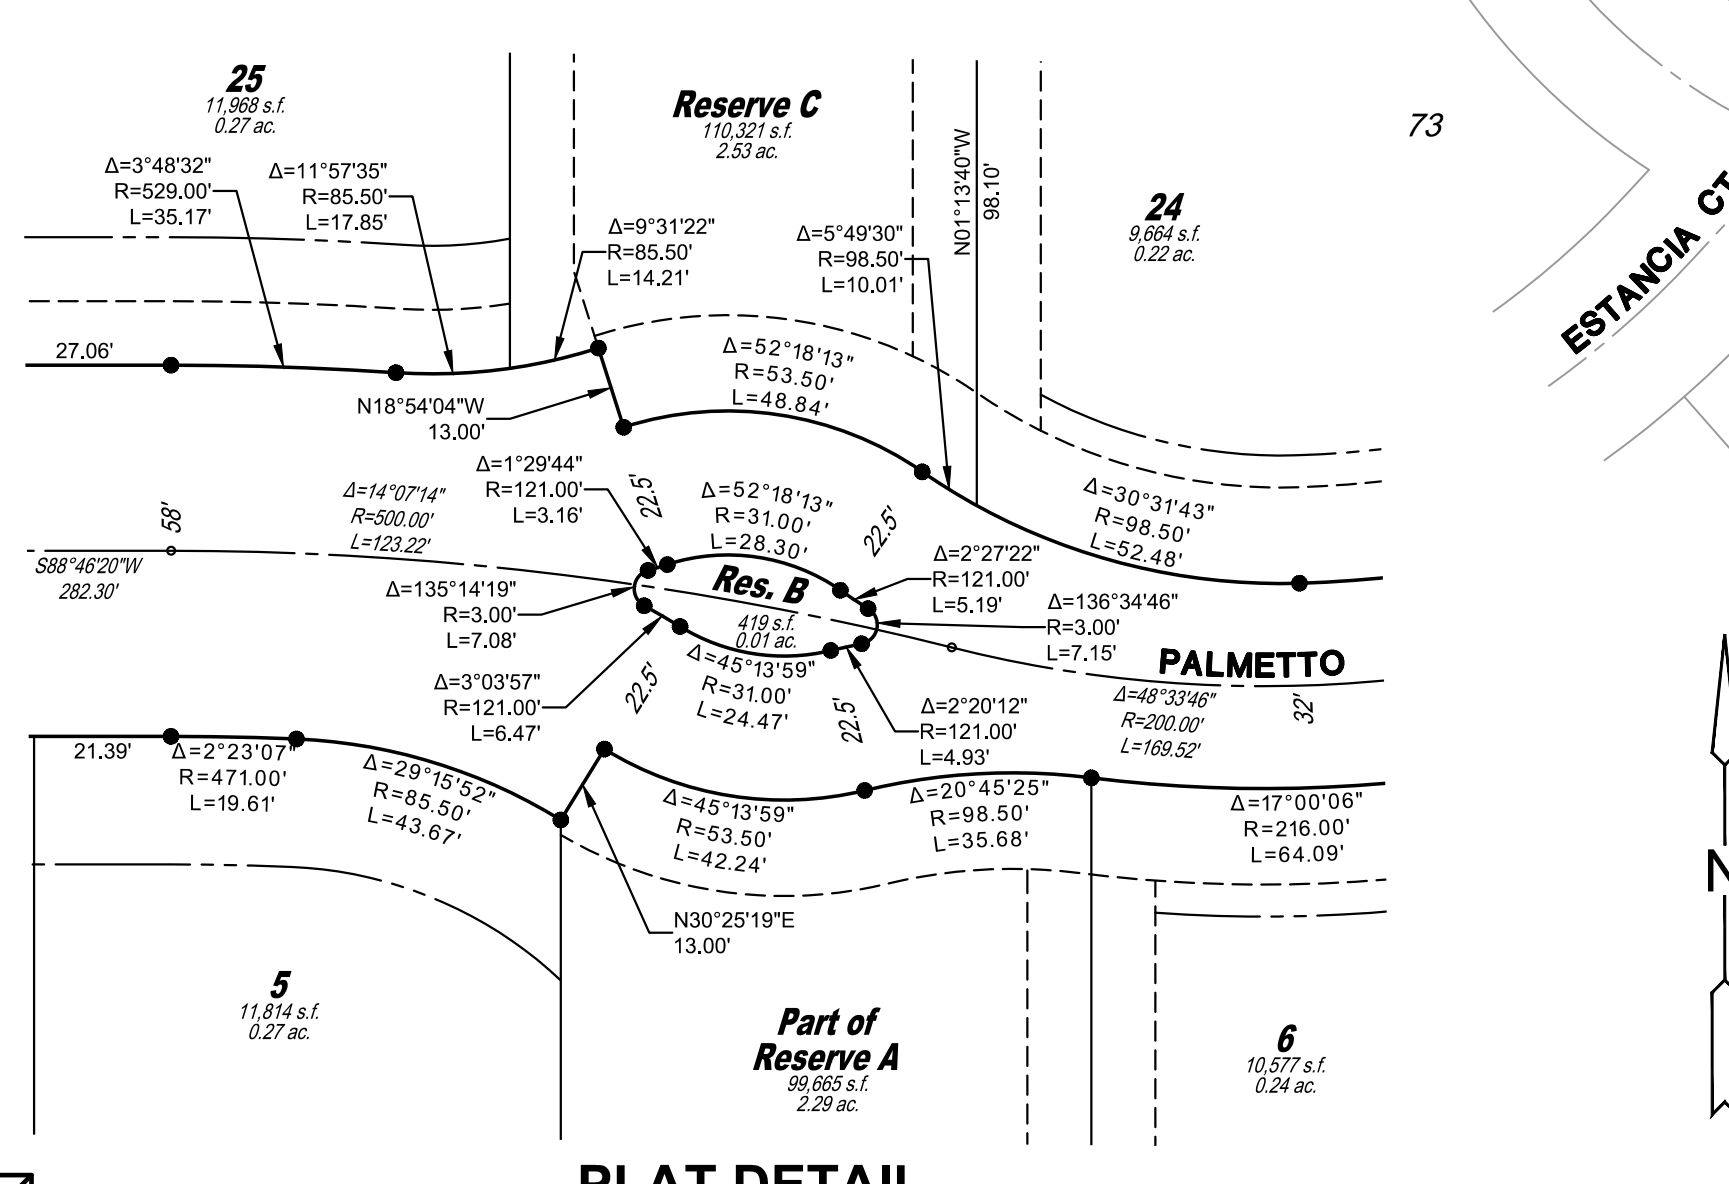 25
11,968 s.f.
0.27 ac.
Reserve C
110,321 s.f.
2.53 ac.
73
Δ=3°48'32"
R=529.00'
L=35.17'
Δ=11°57'35"
R=85.50'
L=17.85'
Δ=9°31'22"
R=85.50'
L=14.21'
Δ=5°49'30"
R=98.50'
L=10.01'
N01°13'40"W
98.10'
24
9,664 s.f.
0.22 ac.
ESTANCIA CT
27.06'
N18°54'04"W
13.00'
Δ=52°18'13"
R=53.50'
L=48.84'
Δ=1°29'44"
R=121.00'
L=3.16'
22.5'
Δ=52°18'13"
R=31.00'
L=28.30'
22.5'
Δ=30°31'43"
R=98.50'
L=52.48'
58'
Δ=14°07'14"
R=500.00'
L=123.22'
S88°46'20"W
282.30'
Δ=135°14'19"
R=3.00'
L=7.08'
Res. B
419 s.f.
0.01 ac.
Δ=2°27'22"
R=121.00'
L=5.19'
Δ=136°34'46"
R=3.00'
L=7.15'
PALMETTO
Δ=3°03'57"
R=121.00'
L=6.47'
22.5'
Δ=45°13'59"
R=31.00'
L=24.47'
22.5'
Δ=2°20'12"
R=121.00'
L=4.93'
Δ=48°33'46"
R=200.00'
L=169.52'
32'
21.39'
Δ=2°23'07"
R=471.00'
L=19.61'
Δ=29°15'52"
R=85.50'
L=43.67'
Δ=45°13'59"
R=53.50'
L=42.24'
Δ=20°45'25"
R=98.50'
L=35.68'
Δ=17°00'06"
R=216.00'
L=64.09'
N
N30°25'19"E
13.00'
5
11,814 s.f.
0.27 ac.
Part of
Reserve A
99,665 s.f.
2.29 ac.
6
10,577 s.f.
0.24 ac.
PLAT DETAIL